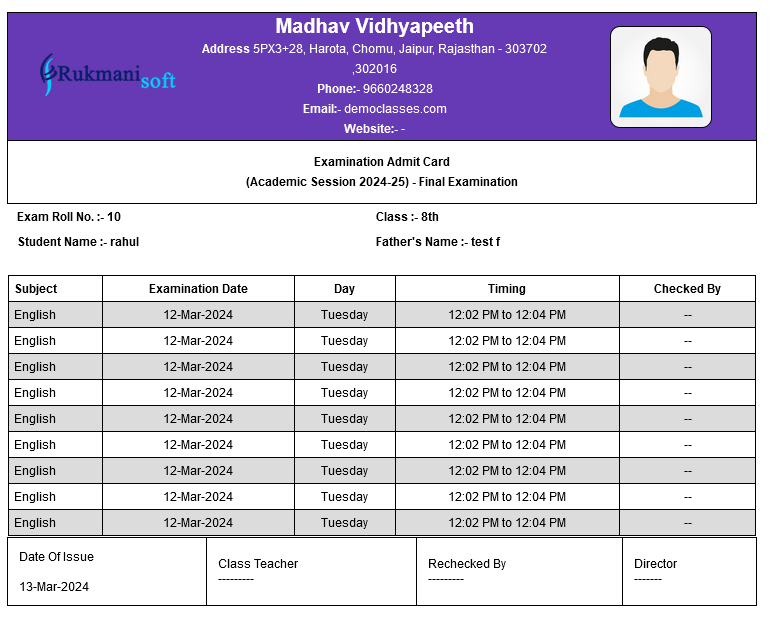 Madhav Vidhyapeeth
Address 5PX3+28, Harota, Chomu, Jaipur, Rajasthan - 303702
,302016
Phone:- 9660248328
Email:- democlasses.com
Website:- -
Rukmani soft
Examination Admit Card
(Academic Session 2024-25) - Final Examination
Exam Roll No. :- 10 Class :- 8th
Student Name :- rahul Father's Name :- test f
Subject Examination Date Day Timing Checked By
English 12-Mar-2024 Tuesday 12:02 PM to 12:04 PM --
English 12-Mar-2024 Tuesday 12:02 PM to 12:04 PM --
English 12-Mar-2024 Tuesday 12:02 PM to 12:04 PM --
English 12-Mar-2024 Tuesday 12:02 PM to 12:04 PM --
English 12-Mar-2024 Tuesday 12:02 PM to 12:04 PM --
English 12-Mar-2024 Tuesday 12:02 PM to 12:04 PM --
English 12-Mar-2024 Tuesday 12:02 PM to 12:04 PM --
English 12-Mar-2024 Tuesday 12:02 PM to 12:04 PM --
English 12-Mar-2024 Tuesday 12:02 PM to 12:04 PM --
Date Of Issue Class Teacher Rechecked By Director
13-Mar-2024 --------- --------- -------